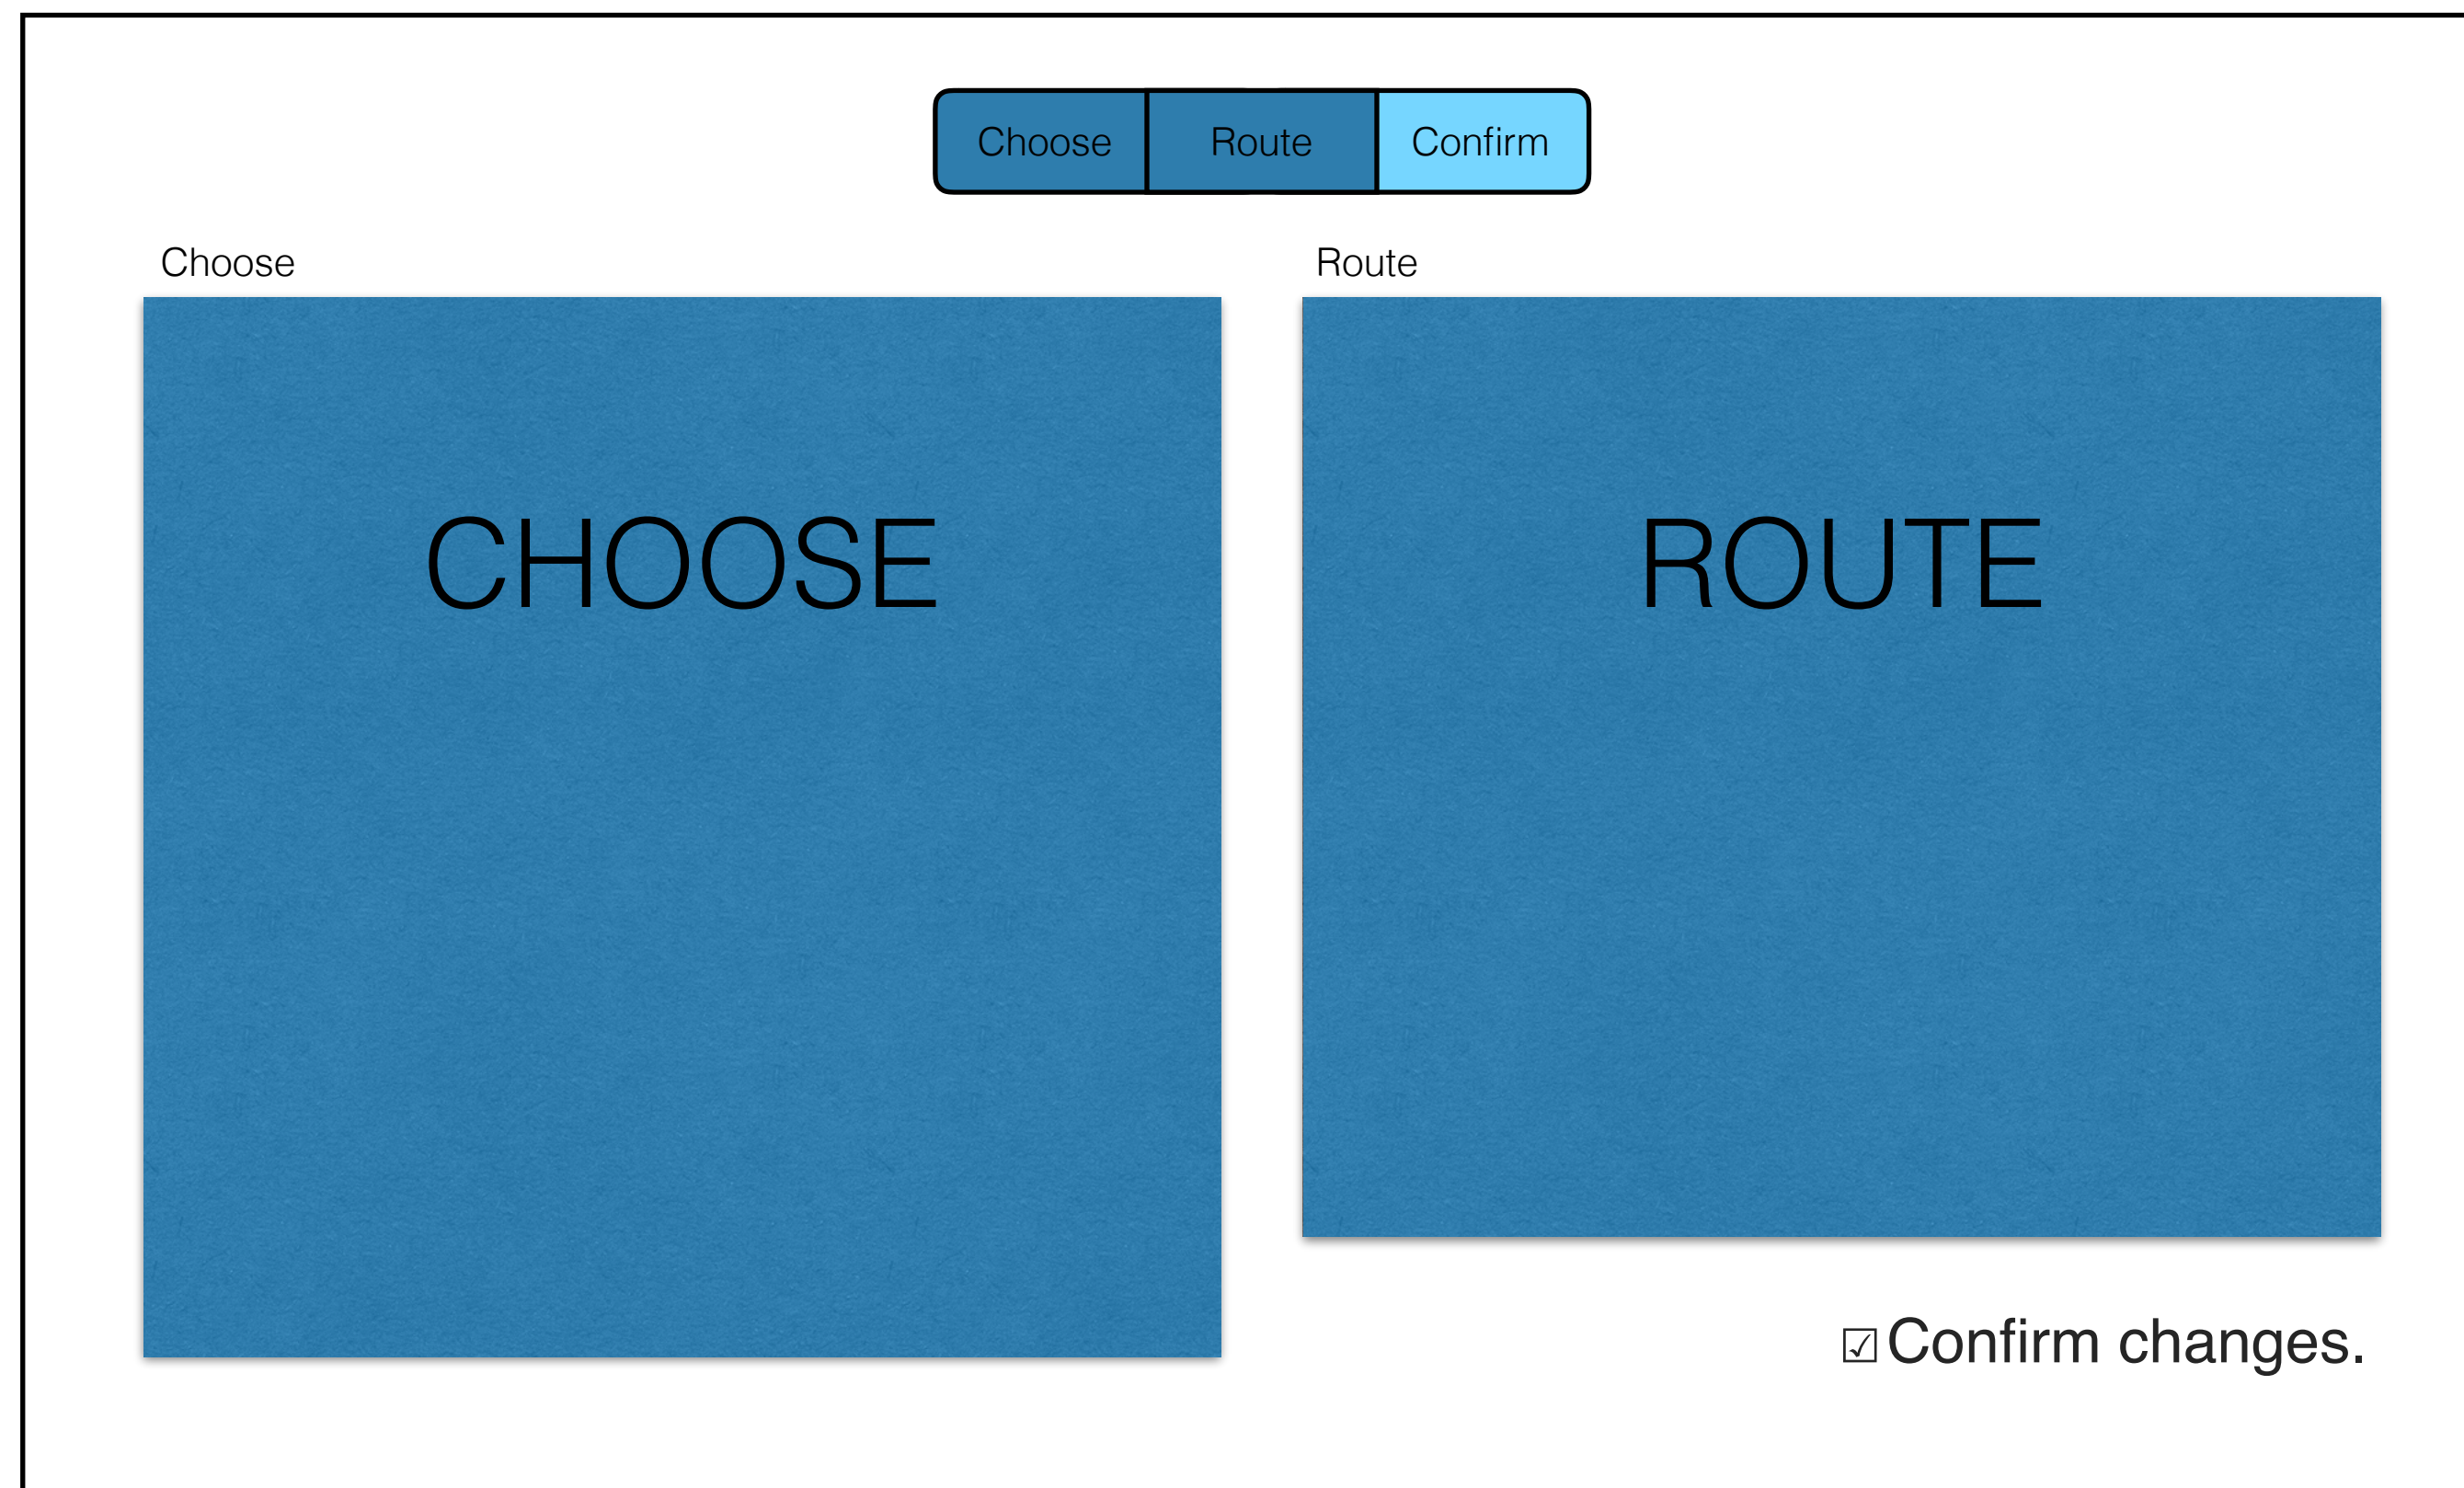 Choose Route Confirm
Choose
Route
CHOOSE
ROUTE
☑Confirm changes.